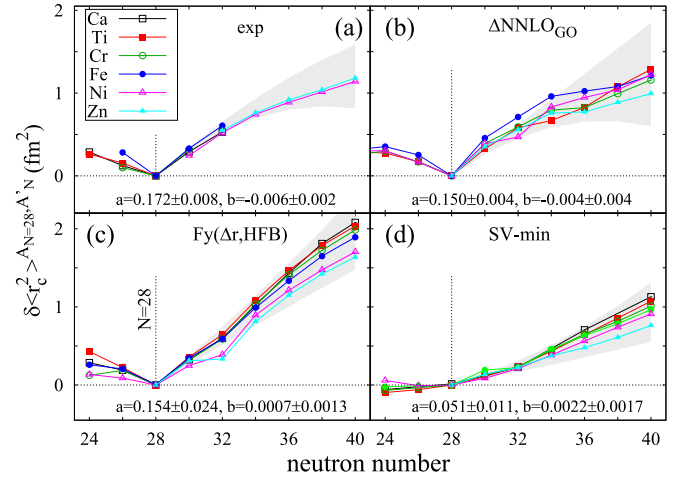 Ca
Ti
Cr
Fe
Ni
Zn
exp
(a)
2
1
0
a=0.172±0.008, b=-0.006±0.002
ΔNNLO_GO
(b)
a=0.150±0.004, b=-0.004±0.004
δ<r_c^2>^{A_{N=28},A'_N} (fm^2)
(c)
Fy(Δr,HFB)
N=28
2
1
0
a=0.154±0.024, b=0.0007±0.0013
24 28 32 36 40
SV-min
(d)
a=0.051±0.011, b=0.0022±0.0017
24 28 32 36 40
neutron number
neutron number